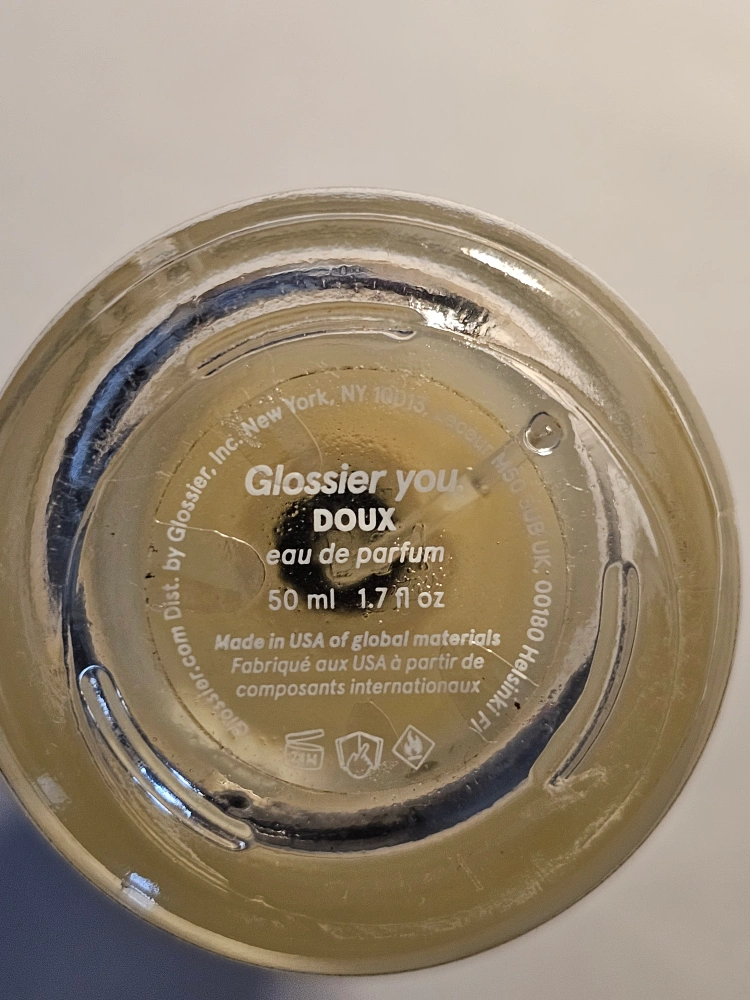 Glossier.com Dist. by Glossier, Inc. New York, NY 10013. M50 3UB UK. 00180 Helsinki FI
Glossier you.
DOUX
eau de parfum
50 ml 1.7 fl oz
Made in USA of global materials
Fabriqué aux USA à partir de
composants internationaux